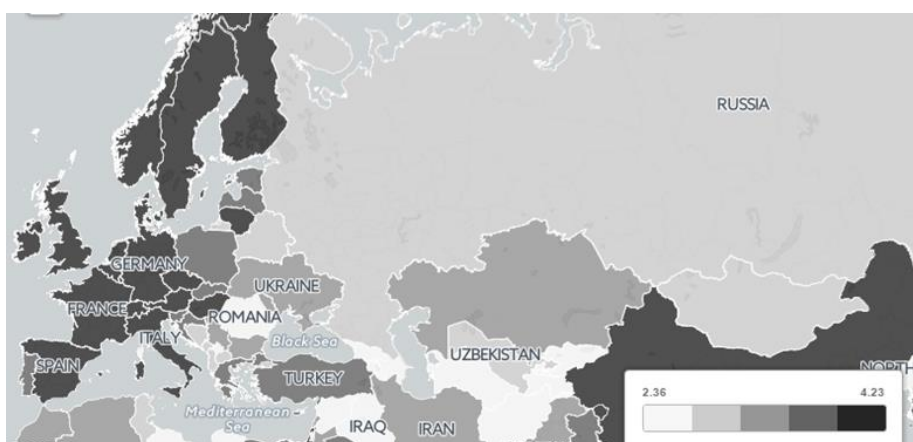 RUSSIA
GERMANY
UKRAINE
FRANCE
ROMANIA
ITALY
Black Sea
UZBEKISTAN
SPAIN
TURKEY
NORTH
2.36 4.23
Mediterranean
Sea
IRAQ
IRAN